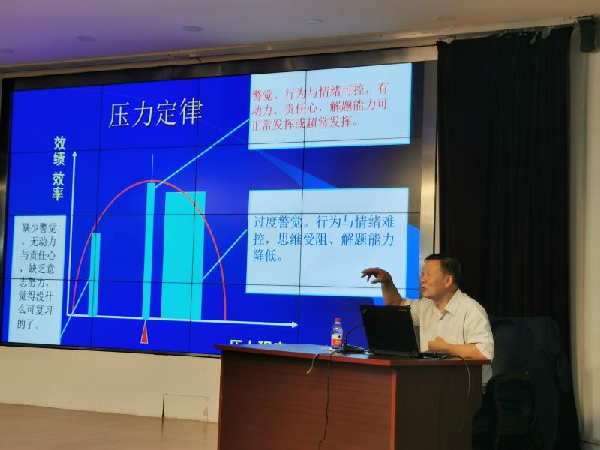 压力定律
警觉、行为与情绪可控，有
动力、责任心，解题能力可
正常发挥或超常发挥。
效绩 效率
过度警觉。行为与情绪难
控，思维受阻、解题能力
降低。
缺少警觉
。无动力
与责任心
，缺乏意
志努力，
觉得没什
么可复习
的了。